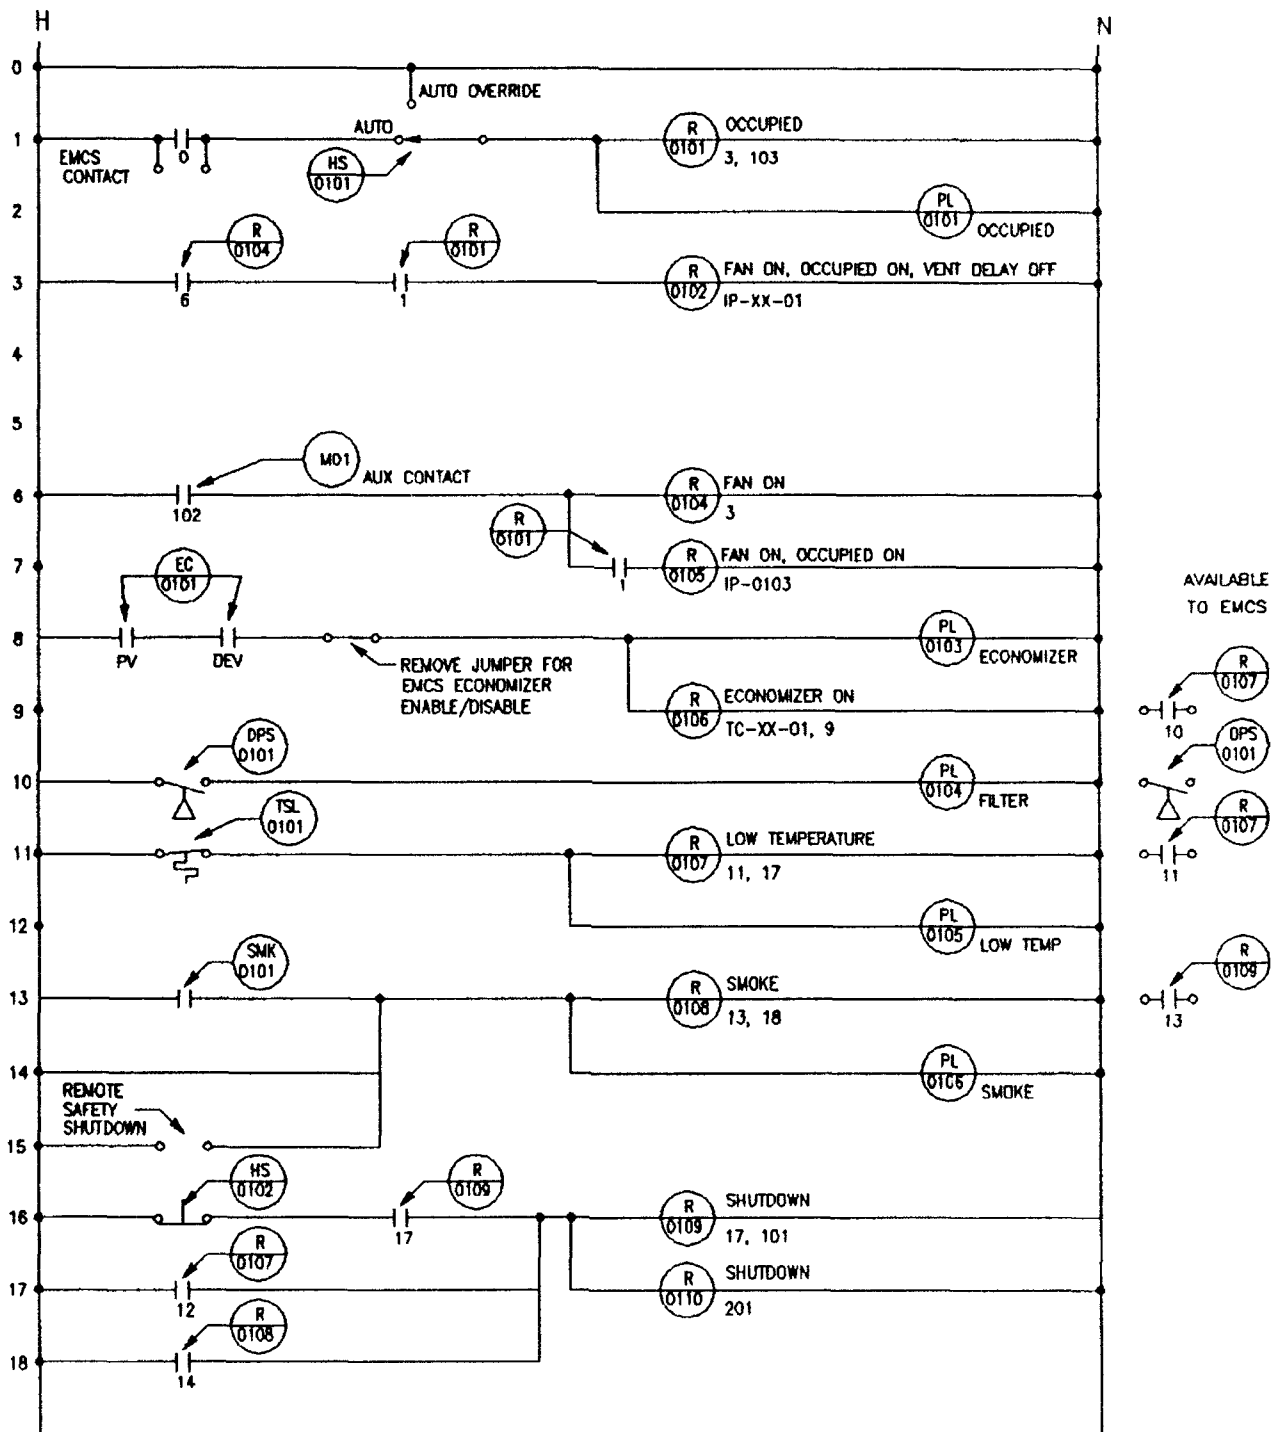 H
N
0
AUTO OVERRIDE
1
EMCS
CONTACT
0
AUTO
HS
0101
R
0101
OCCUPIED
3, 103
2
PL
0101
OCCUPIED
R
0104
R
0101
3
6
1
R
0102
FAN ON, OCCUPIED ON, VENT DELAY OFF
IP-XX-01
4
5
M01
AUX CONTACT
6
102
R
0104
FAN ON
3
R
0101
7
1
R
0105
FAN ON, OCCUPIED ON
IP-0103
EC
0101
AVAILABLE
TO EMCS
8
PV
DEV
REMOVE JUMPER FOR
EMCS ECONOMIZER
ENABLE/DISABLE
PL
0103
ECONOMIZER
R
0107
9
R
0106
ECONOMIZER ON
TC-XX-01, 9
10
DPS
0101
DPS
0101
10
PL
0104
FILTER
TSL
0101
R
0107
11
R
0107
LOW TEMPERATURE
11, 17
11
12
PL
0105
LOW TEMP
SMK
0101
R
0109
13
R
0108
SMOKE
13, 18
13
14
PL
0106
SMOKE
REMOTE
SAFETY
SHUTDOWN
15
HS
0102
R
0109
16
17
R
0109
SHUTDOWN
17, 101
R
0107
17
12
R
0110
SHUTDOWN
201
R
0108
18
14